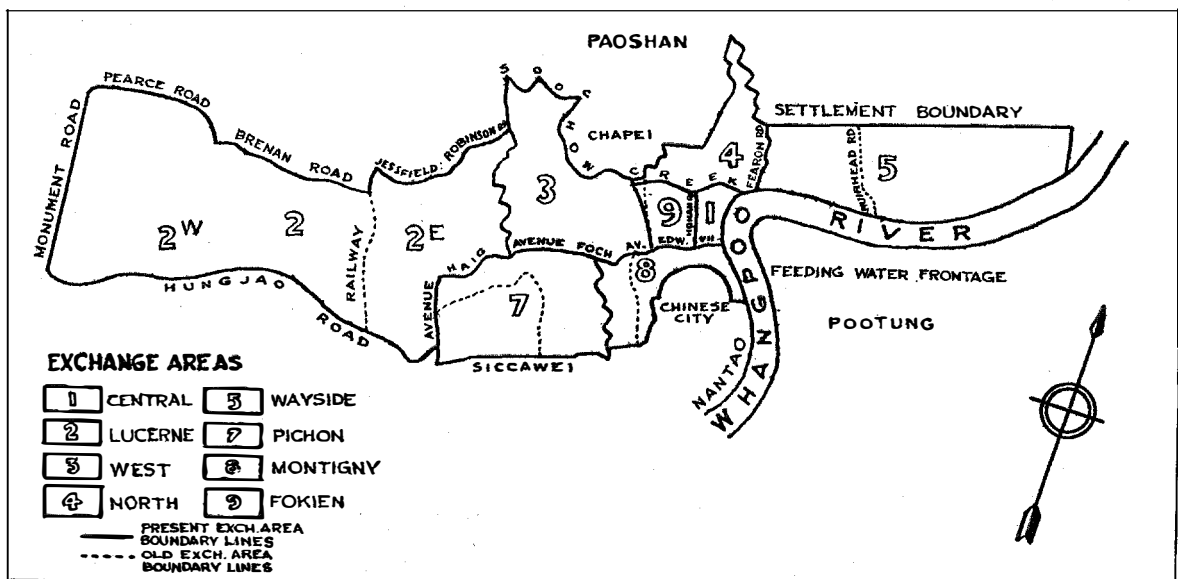 PAOSHAN
SOOCHOW CREEK
PEARCE ROAD
SETTLEMENT BOUNDARY
MONUMENT ROAD
BRENAN ROAD
JESSFIELD: ROBINSON RD
CHAPEI
4
FEARON RD
MUIRHEAD RD
5
3
9
HONAN RD
1
2W
2
2E
RAILWAY
AVENUE HAIG
AVENUE FOCH
AV. EDW. VII
8
WHANGPOO RIVER
HUNGJAO ROAD
7
CHINESE CITY
FEEDING WATER FRONTAGE
POOTUNG
NANTAO
SICCAWEI
EXCHANGE AREAS
1 CENTRAL
2 LUCERNE
3 WEST
4 NORTH
5 WAYSIDE
7 PICHON
8 MONTIGNY
9 FOKIEN
PRESENT EXCH. AREA
BOUNDARY LINES
OLD EXCH. AREA
BOUNDARY LINES